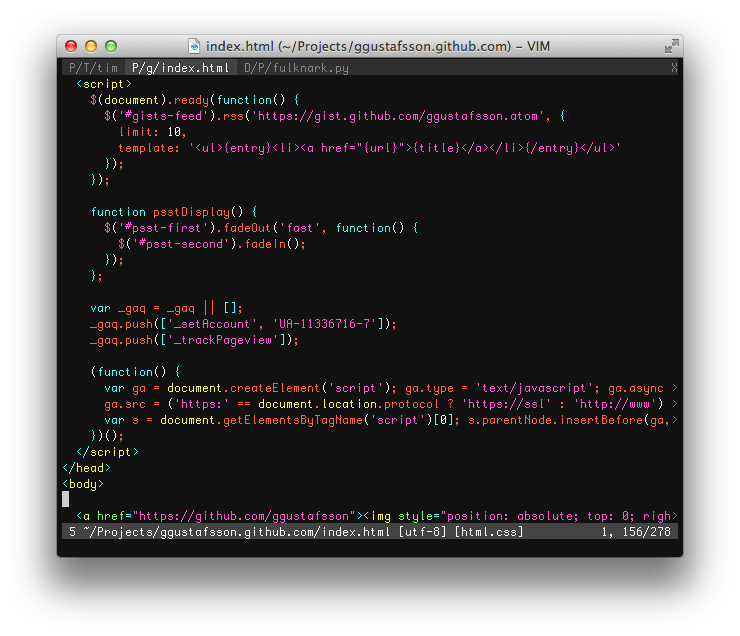 index.html (~/Projects/ggustafsson.github.com) – VIM
P/T/tim P/g/index.html D/P/fulknark.py X
<script>
$(document).ready(function() {
$('#gists-feed').rss('https://gist.github.com/ggustafsson.atom', {
limit: 10,
template: '<ul>{entry}<li><a href="{url}">{title}</a></li>{/entry}</ul>'
});
});
function psstDisplay() {
$('#psst-first').fadeOut('fast', function() {
$('#psst-second').fadeIn();
});
};
var _gaq = _gaq || [];
_gaq.push(['_setAccount', 'UA-11336716-7']);
_gaq.push(['_trackPageview']);
(function() {
var ga = document.createElement('script'); ga.type = 'text/javascript'; ga.async >
ga.src = ('https:' == document.location.protocol ? 'https://ssl' : 'http://www') >
var s = document.getElementsByTagName('script')[0]; s.parentNode.insertBefore(ga,>
})();
</script>
</head>
<body>
<a href="https://github.com/ggustafsson"><img style="position: absolute; top: 0; righ>
5 ~/Projects/ggustafsson.github.com/index.html [utf-8] [html.css] 1, 156/278